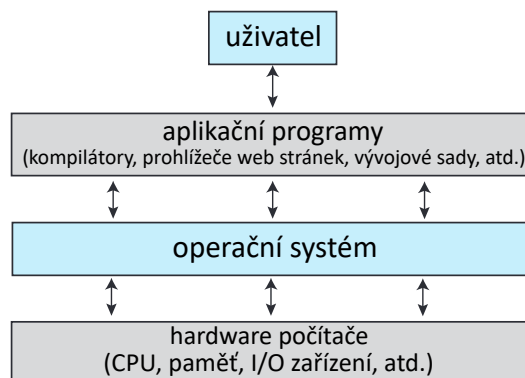 uživatel
aplikační programy
(kompilátory, prohlížeče web stránek, vývojové sady, atd.)
operační systém
hardware počítače
(CPU, paměť, I/O zařízení, atd.)